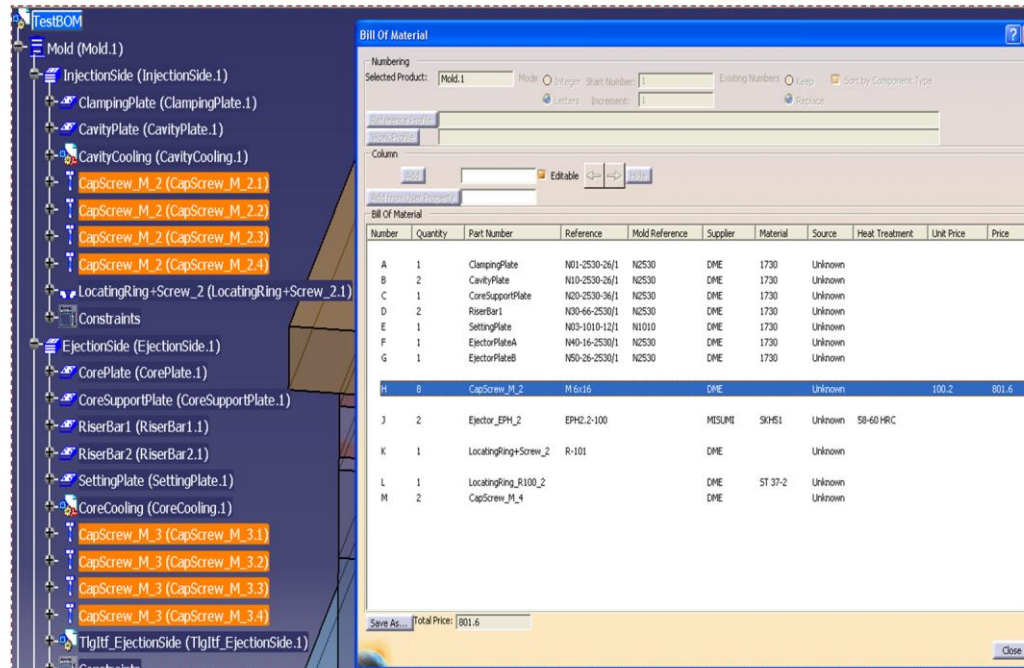 TestBOM
Mold (Mold.1)
InjectionSide (InjectionSide.1)
ClampingPlate (ClampingPlate.1)
CavityPlate (CavityPlate.1)
CavityCooling (CavityCooling.1)
CapScrew_M_2 (CapScrew_M_2.1)
CapScrew_M_2 (CapScrew_M_2.2)
CapScrew_M_2 (CapScrew_M_2.3)
CapScrew_M_2 (CapScrew_M_2.4)
LocatingRing+Screw_2 (LocatingRing+Screw_2.1)
Constraints
EjectionSide (EjectionSide.1)
CorePlate (CorePlate.1)
CoreSupportPlate (CoreSupportPlate.1)
RiserBar1 (RiserBar1.1)
RiserBar2 (RiserBar2.1)
SettingPlate (SettingPlate.1)
CoreCooling (CoreCooling.1)
CapScrew_M_3 (CapScrew_M_3.1)
CapScrew_M_3 (CapScrew_M_3.2)
CapScrew_M_3 (CapScrew_M_3.3)
CapScrew_M_3 (CapScrew_M_3.4)
TlgItf_EjectionSide (TlgItf_EjectionSide.1)
Constraints
Bill Of Material
Numbering
Selected Product: Mold.1 Mode Integer Start Number: 1 Existing Numbers Keep Sort by Component Type
Letters Increment: 1 Replace
Reference Profile
Work Profile
Column
Add Editable Hide
Add from User Property
Bill Of Material
Number Quantity Part Number Reference Mold Reference Supplier Material Source Heat Treatment Unit Price Price
A 1 ClampingPlate N01-2530-26/1 N2530 DME 1730 Unknown
B 2 CavityPlate N10-2530-26/1 N2530 DME 1730 Unknown
C 1 CoreSupportPlate N20-2530-36/1 N2530 DME 1730 Unknown
D 2 RiserBar1 N30-66-2530/1 N2530 DME 1730 Unknown
E 1 SettingPlate N03-1010-12/1 N1010 DME 1730 Unknown
F 1 EjectorPlateA N40-16-2530/1 N2530 DME 1730 Unknown
G 1 EjectorPlateB N50-26-2530/1 N2530 DME 1730 Unknown
H 8 CapScrew_M_2 M 6x16 DME Unknown 100.2 801.6
J 2 Ejector_EPH_2 EPH2.2-100 MISUMI SKH51 Unknown 58-60 HRC
K 1 LocatingRing+Screw_2 R-101 DME Unknown
L 1 LocatingRing_R100_2 DME ST 37-2 Unknown
M 2 CapScrew_M_4 DME Unknown
Save As... Total Price: 801.6
Close